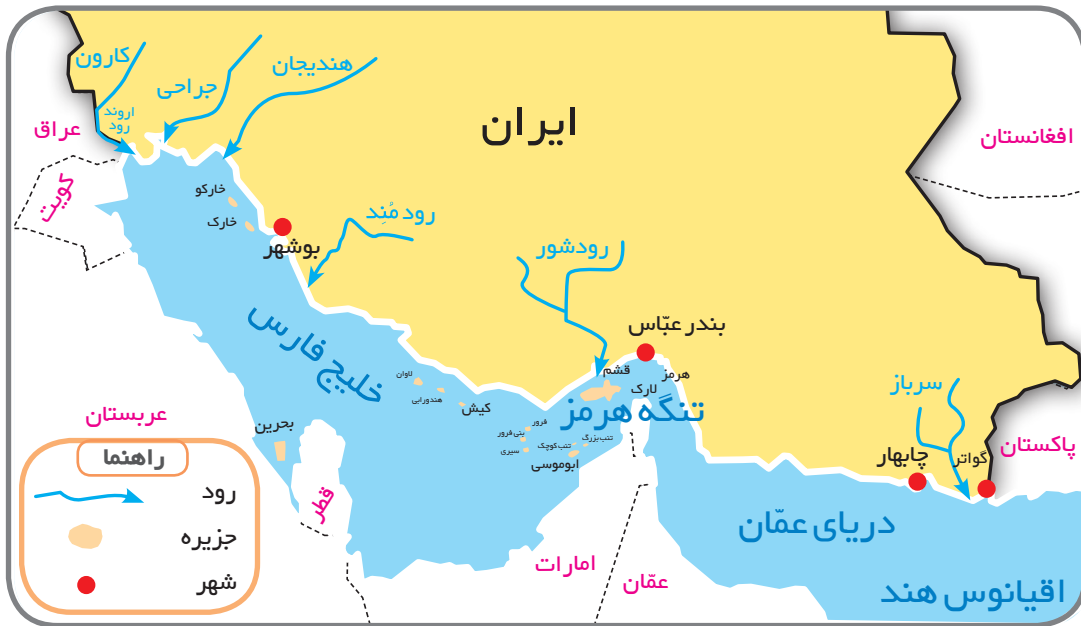 کارون
جراحی
هندیجان
اروند
رود
عراق
کویت
ایران
افغانستان
خارکو
خارک
بوشهر
رود مُند
رودشور
خلیج فارس
بندر عبّاس
قشم
هرمز
لارک
تنگه هرمز
لاوان
هندورابی
کیش
فرور
بنی فرور
سیری
تنب بزرگ
تنب کوچک
ابوموسی
سرباز
پاکستان
گواتر
چابهار
عربستان
بحرین
قطر
امارات
عمّان
دریای عمّان
اقیانوس هند
راهنما
رود
جزیره
شهر